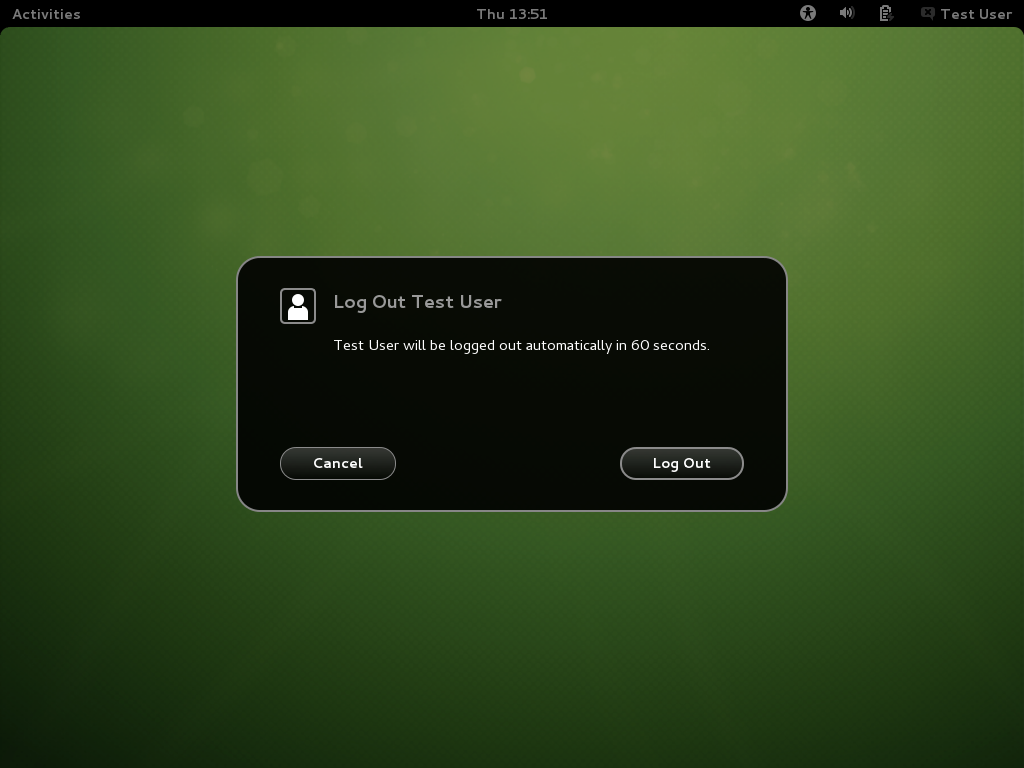 Activities
Thu 13:51
Test User
Log Out Test User
Test User will be logged out automatically in 60 seconds.
Cancel
Log Out